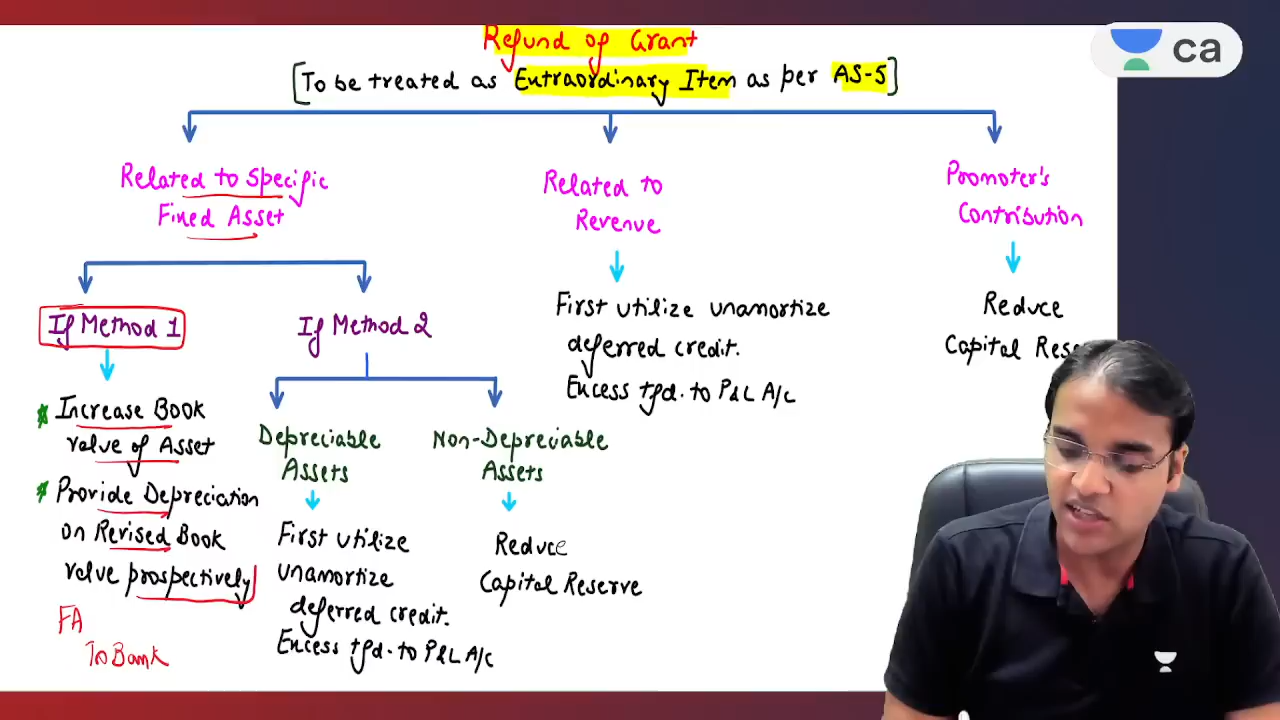 Refund of Grant
[To be treated as Extraordinary Item as per AS-5]
ca
Related to Specific
Fixed Asset
Related to
Revenue
Promoter's
Contribution
If Method 1
If Method 2
Increase Book
value of Asset
Provide Depreciation
on Revised Book
value prospectively
FA
To Bank
Depreciable
Assets
First utilize
unamortize
deferred credit.
Excess tfd. to P&L A/c
Non-Depreciable
Assets
Reduce
Capital Reserve
First utilize unamortize
deferred credit.
Excess tfd. to P&L A/c
Reduce
Capital